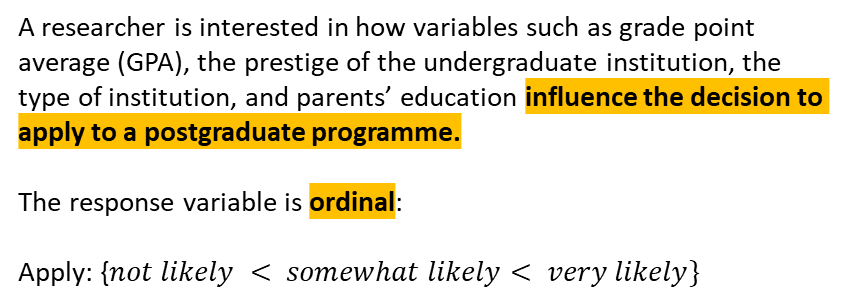 A researcher is interested in how variables such as grade point
average (GPA), the prestige of the undergraduate institution, the
type of institution, and parents’ education influence the decision to
apply to a postgraduate programme.
The response variable is ordinal:
Apply: {not likely < somewhat likely < very likely}